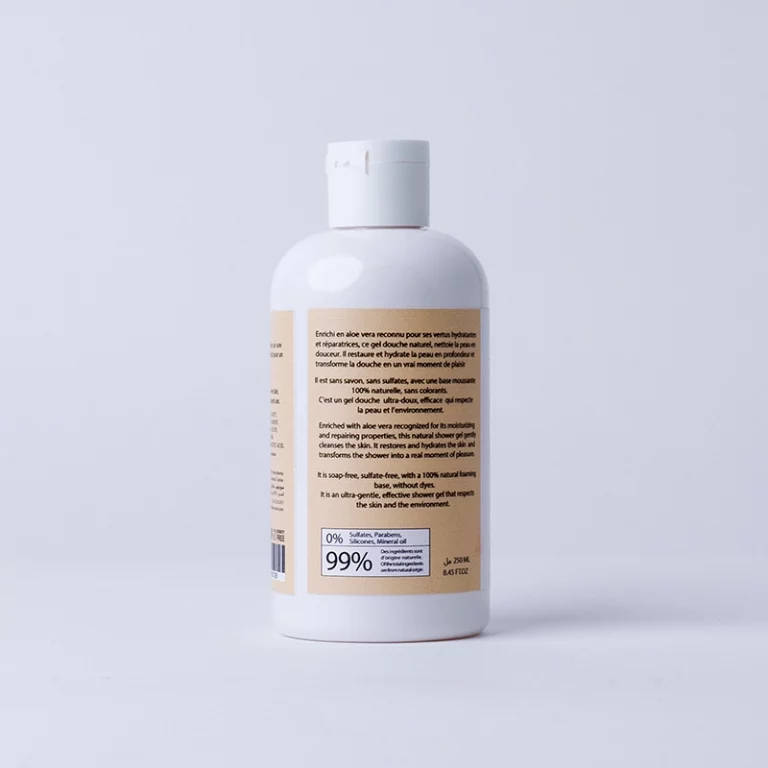 Enrichi en aloe vera reconnu pour ses vertus hydratantes
et réparatrices, ce gel douche naturel, nettoie la peau en
douceur. Il restaure et hydrate la peau en profondeur et
transforme la douche en un vrai moment de plaisir
Il est sans savon, sans sulfates, avec une base moussante
100% naturelle, sans colorants.
C'est un gel douche ultra-doux, efficace qui respecte
la peau et l'environnement.
Enriched with aloe vera recognized for its moisturizing
and repairing properties, this natural shower gel gently
cleanses the skin. It restores and hydrates the skin and
transforms the shower into a real moment of pleasure.
It is soap-free, sulfate-free, with a 100% natural foaming
base, without dyes.
It is an ultra-gentle, effective shower gel that respects
the skin and the environment.
0% Sulfates, Parabens,
Silicones, Mineral oil
99% Des ingrédients sont
d'origine naturelle.
Of the total ingredients
are from natural origin
250 ML مل
8.45 FTOZ
FREE